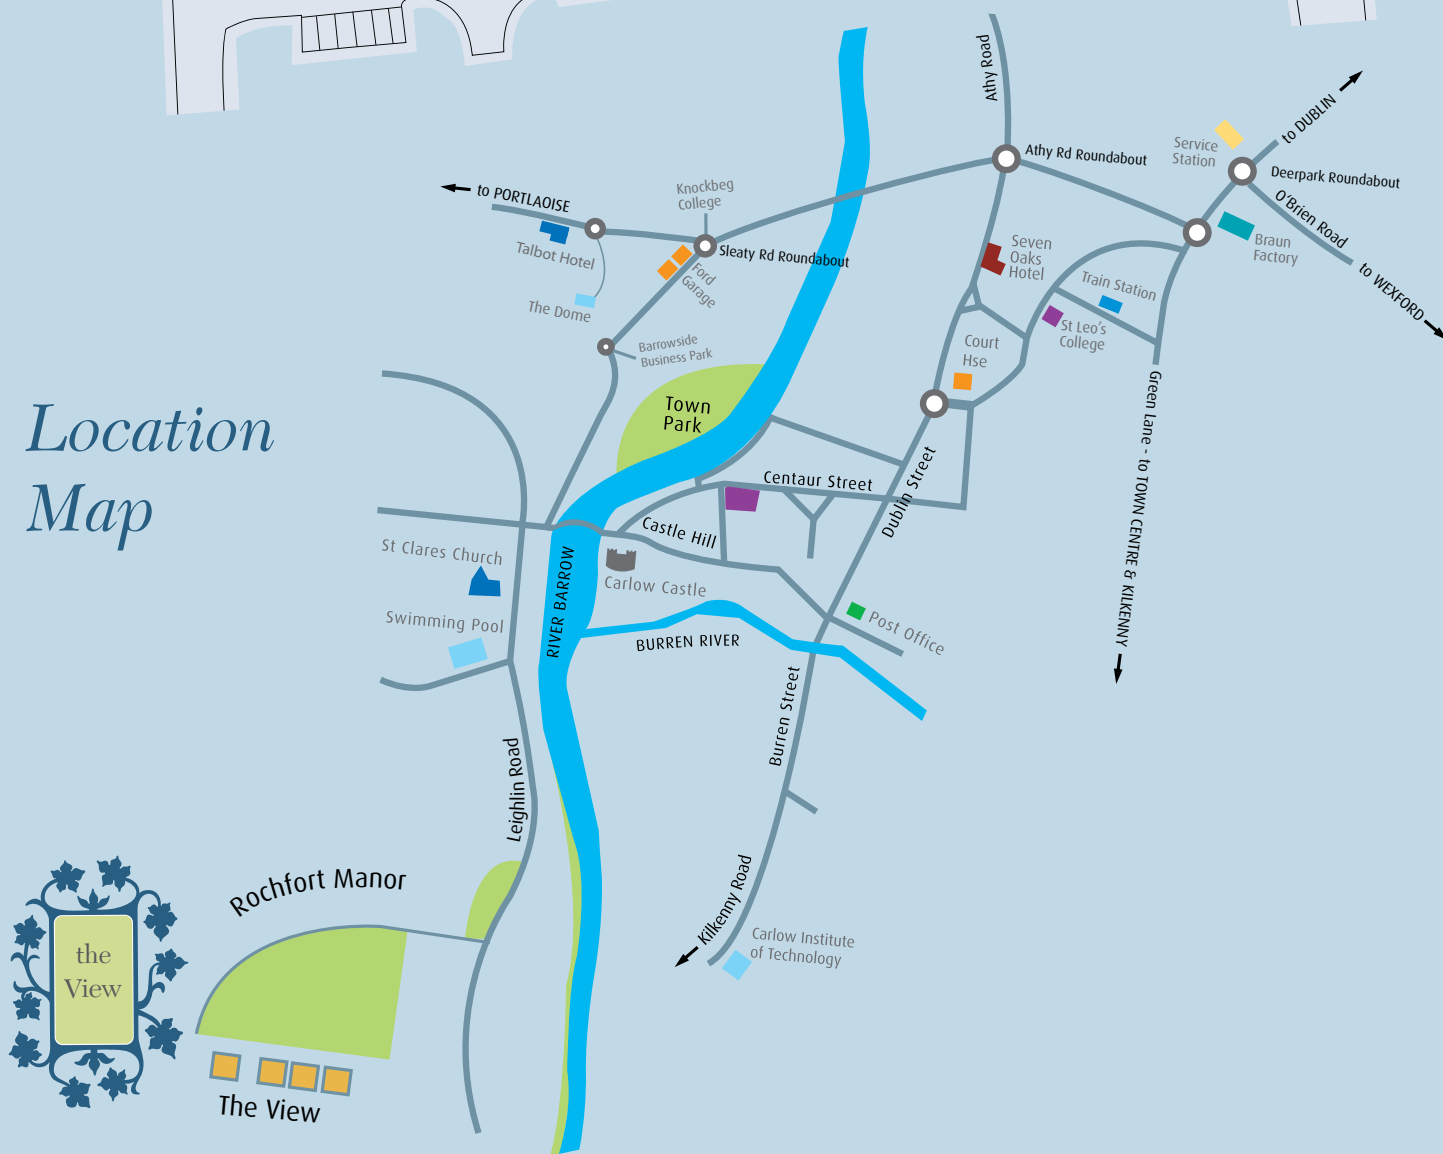 Athy Road
to DUBLIN
Service
Station
Athy Rd Roundabout
Deerpark Roundabout
to PORTLAOISE
Knockbeg
College
O'Brien Road
Talbot Hotel
Sleaty Rd Roundabout
Seven
Oaks
Hotel
Braun
Factory
Ford
Garage
Train Station
to WEXFORD
The Dome
St Leo's
College
Barrowside
Business Park
Court
Hse
Location
Map
Town
Park
Green Lane - to TOWN CENTRE & KILKENNY
Centaur Street
Dublin Street
Castle Hill
St Clares Church
RIVER BARROW
Carlow Castle
Swimming Pool
Post Office
BURREN RIVER
Burren Street
Leighlin Road
Rochfort Manor
Kilkenny Road
Carlow Institute
of Technology
the
View
The View